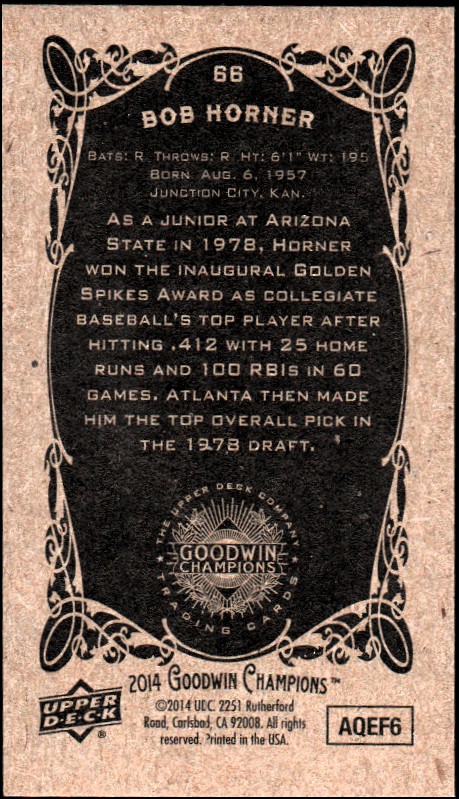 66
BOB HORNER
BATS: R THROWS: R HT: 6'1" WT: 195
BORN AUG. 6, 1957
JUNCTION CITY, KAN.
AS A JUNIOR AT ARIZONA
STATE IN 1978, HORNER
WON THE INAUGURAL GOLDEN
SPIKES AWARD AS COLLEGIATE
BASEBALL'S TOP PLAYER AFTER
HITTING .412 WITH 25 HOME
RUNS AND 100 RBIS IN 60
GAMES. ATLANTA THEN MADE
HIM THE TOP OVERALL PICK IN
THE 1978 DRAFT.
THE UPPER DECK COMPANY
GOODWIN
CHAMPIONS
TRADING CARDS
2014 GOODWIN CHAMPIONS™
UPPER
D·E·C·K
®
©2014 UDC. 2251 Rutherford
Road, Carlsbad, CA 92008. All rights
reserved. Printed in the USA.
AQEF6